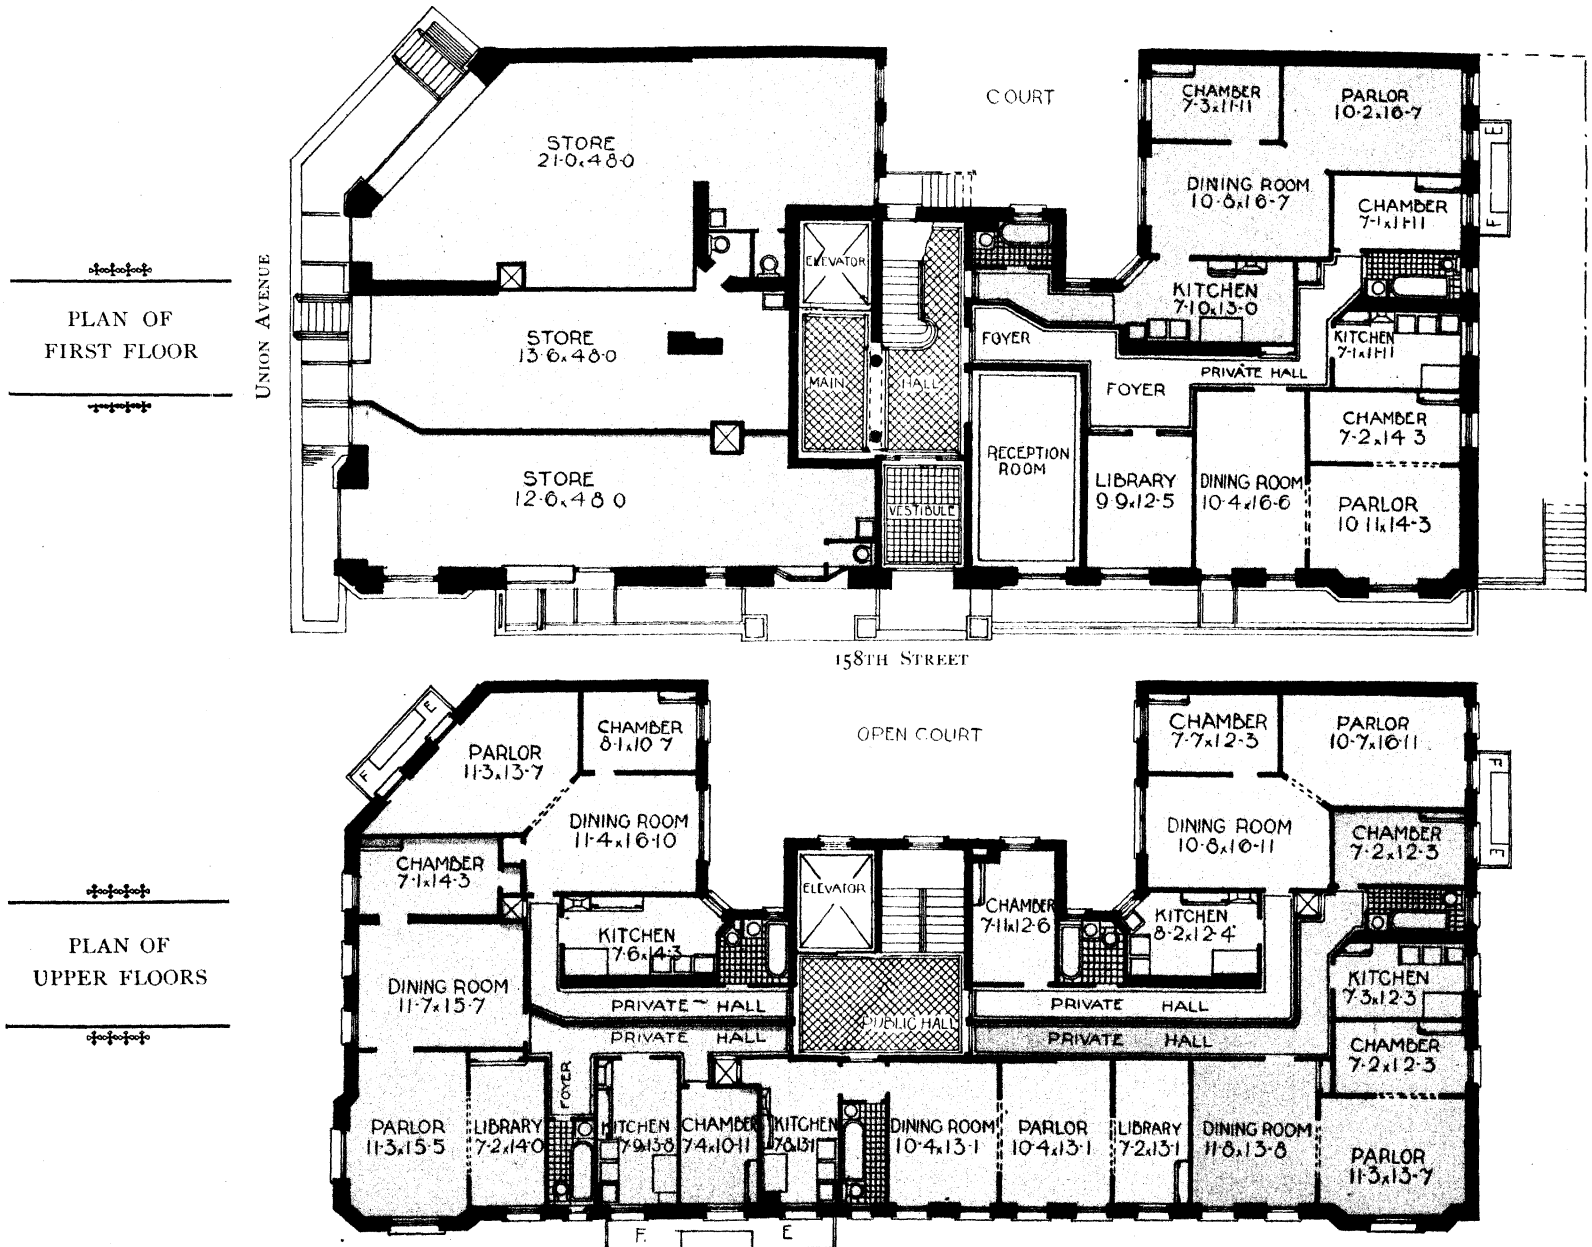 PLAN OF
FIRST FLOOR
UNION AVENUE
STORE
21-0x48-0
STORE
13-6x48-0
STORE
12-6x48-0
COURT
ELEVATOR
MAIN
HALL
VESTIBULE
CHAMBER
7-3x11-11
PARLOR
10-2x16-7
DINING ROOM
10-8x16-7
CHAMBER
7-1x11-11
KITCHEN
7-10x13-0
KITCHEN
7-1x11-11
FOYER
FOYER
PRIVATE HALL
RECEPTION
ROOM
LIBRARY
9-9x12-5
DINING ROOM
10-4x16-6
CHAMBER
7-2x14-3
PARLOR
10-11x14-3
E
F
158TH STREET
PLAN OF
UPPER FLOORS
E
F
PARLOR
11-3x13-7
CHAMBER
8-1x10-7
DINING ROOM
11-4x16-10
CHAMBER
7-1x14-3
KITCHEN
7-6x14-3
DINING ROOM
11-7x15-7
PRIVATE HALL
PRIVATE HALL
FOYER
PARLOR
11-3x15-5
LIBRARY
7-2x14-0
KITCHEN
7-9x13-8
CHAMBER
7-4x10-11
KITCHEN
7-8x13-1
OPEN COURT
ELEVATOR
PUBLIC HALL
CHAMBER
7-11x12-6
CHAMBER
7-7x12-3
PARLOR
10-7x16-11
DINING ROOM
10-8x16-11
CHAMBER
7-2x12-3
KITCHEN
8-2x12-4
KITCHEN
7-3x12-3
PRIVATE HALL
PRIVATE HALL
CHAMBER
7-2x12-3
DINING ROOM
10-4x13-1
PARLOR
10-4x13-1
LIBRARY
7-2x13-1
DINING ROOM
11-8x13-8
PARLOR
11-3x13-7
F
E
F.
E